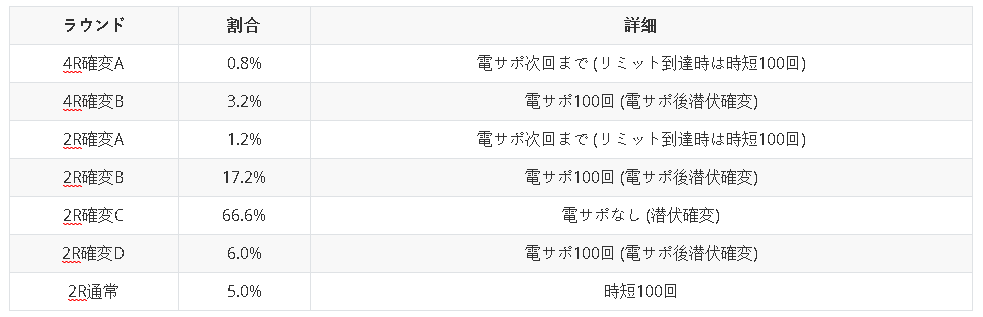 ラウンド 割合 詳細
4R確変A 0.8% 電サポ次回まで (リミット到達時は時短100回)
4R確変B 3.2% 電サポ100回 (電サポ後潜伏確変)
2R確変A 1.2% 電サポ次回まで (リミット到達時は時短100回)
2R確変B 17.2% 電サポ100回 (電サポ後潜伏確変)
2R確変C 66.6% 電サポなし (潜伏確変)
2R確変D 6.0% 電サポ100回 (電サポ後潜伏確変)
2R通常 5.0% 時短100回